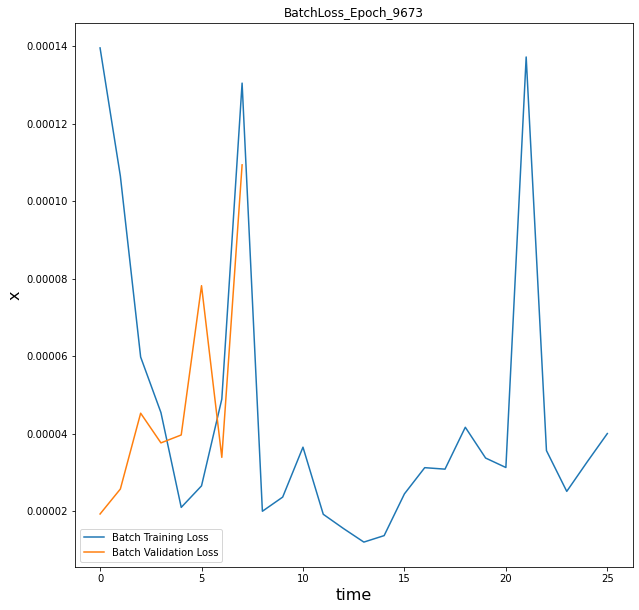 BatchLoss_Epoch_9673
0.00014
0.00012
0.00010
0.00008
0.00006
0.00004
0.00002
x
Batch Training Loss
Batch Validation Loss
0 5 10 15 20 25
time